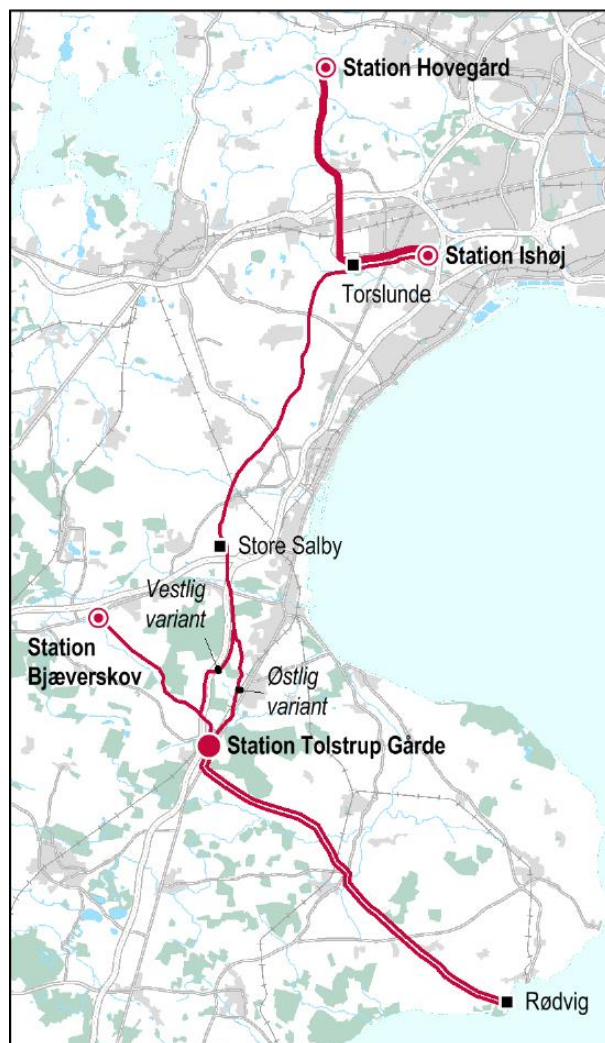 Station Hovegård
Station Ishøj
Torslunde
Store Salby
Vestlig
variant
Station
Bjæverskov
Østlig
variant
Station Tolstrup Gårde
Rødvig